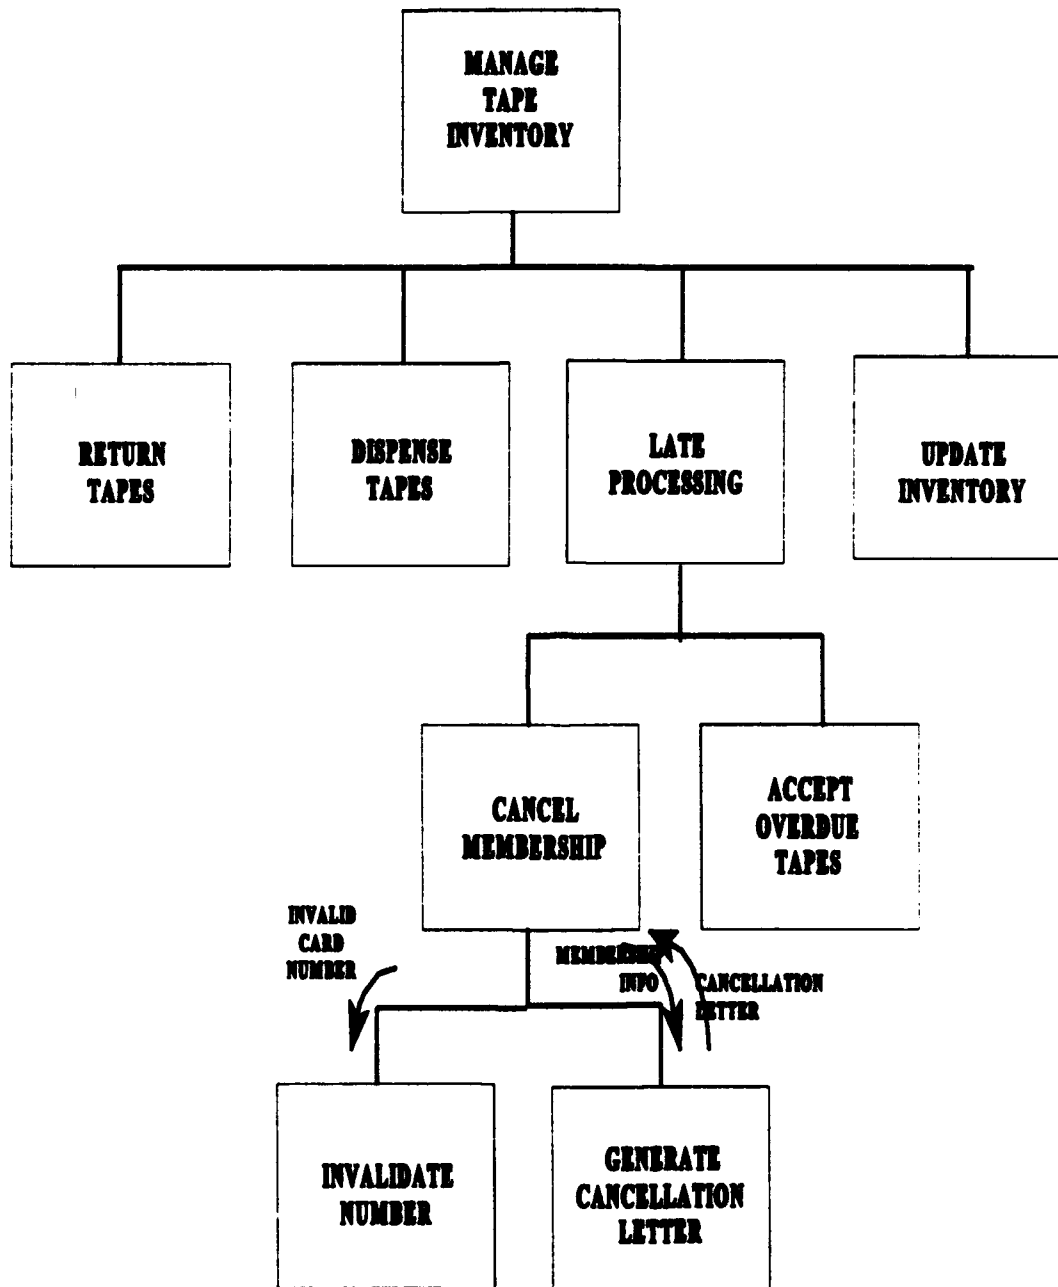 MANAGE
TAPE
INVENTORY
RETURN
TAPES
DISPENSE
TAPES
LATE
PROCESSING
UPDATE
INVENTORY
CANCEL
MEMBERSHIP
ACCEPT
OVERDUE
TAPES
INVALID
CARD
NUMBER
MEMBERSHIP
INFO
CANCELLATION
LETTER
INVALIDATE
NUMBER
GENERATE
CANCELLATION
LETTER